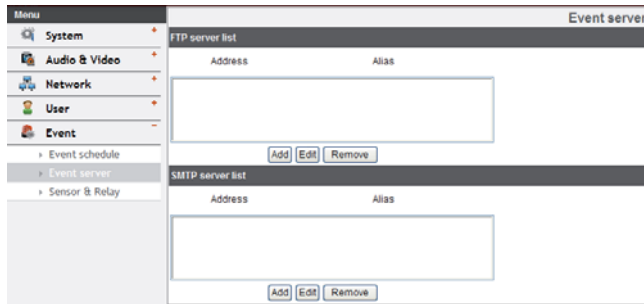 Menu
System +
Audio & Video +
Network +
User +
Event -
Event schedule
Event server
Sensor & Relay
Event server
FTP server list
Address Alias
Add Edit Remove
SMTP server list
Address Alias
Add Edit Remove